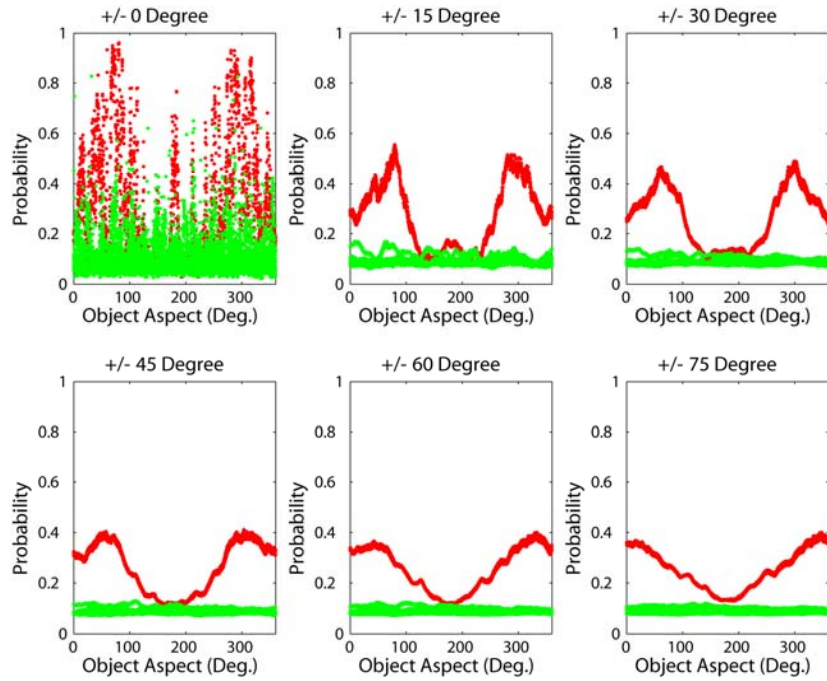 +/- 0 Degree
+/- 15 Degree
+/- 30 Degree
1
1
1
0.8
0.8
0.8
0.6
0.6
0.6
0.4
0.4
0.4
0.2
0.2
0.2
0
0
0
Probability
Probability
Probability
0 100 200 300
0 100 200 300
0 100 200 300
Object Aspect (Deg.)
Object Aspect (Deg.)
Object Aspect (Deg.)
+/- 45 Degree
+/- 60 Degree
+/- 75 Degree
1
1
1
0.8
0.8
0.8
0.6
0.6
0.6
0.4
0.4
0.4
0.2
0.2
0.2
0
0
0
Probability
Probability
Probability
0 100 200 300
0 100 200 300
0 100 200 300
Object Aspect (Deg.)
Object Aspect (Deg.)
Object Aspect (Deg.)